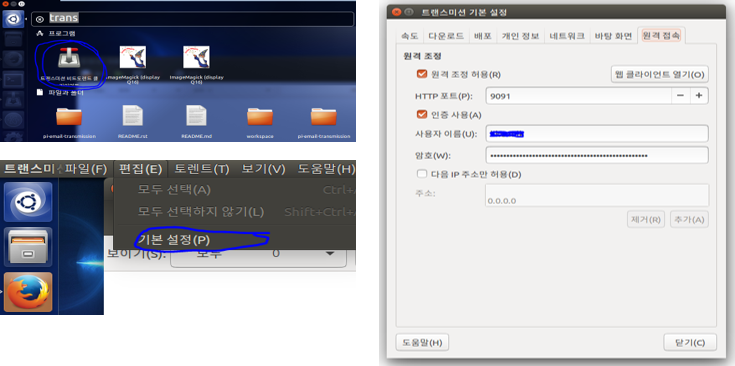 trans
프로그램
트랜스미션 비트토렌트 클
ImageMagick (display Q16)
ImageMagick (display Q16)
파일과 폴더
pi-email-transmission
README.rst
README.md
workspace
pi-email-transmission
트랜스미 파일(F) 편집(E) 토렌트(T) 보기(V) 도움말(H)
모두 선택(A) Ctrl+
모두 선택하지 않기(L) Shift+Ctrl+
기본 설정(P)
보이기(S): 모두 0
트랜스미션 기본 설정
속도 다운로드 배포 개인 정보 네트워크 바탕 화면 원격 접속
원격 조정
원격 조정 허용(R) 웹 클라이언트 열기(O)
HTTP 포트(P): 9091
인증 사용(A)
사용자 이름(U):
암호(W): ••••••••••••••••••••••••••••••••••••••••••••••••
다음 IP 주소만 허용(D)
주소:
0.0.0.0
제거(R) 추가(A)
도움말(H) 닫기(C)